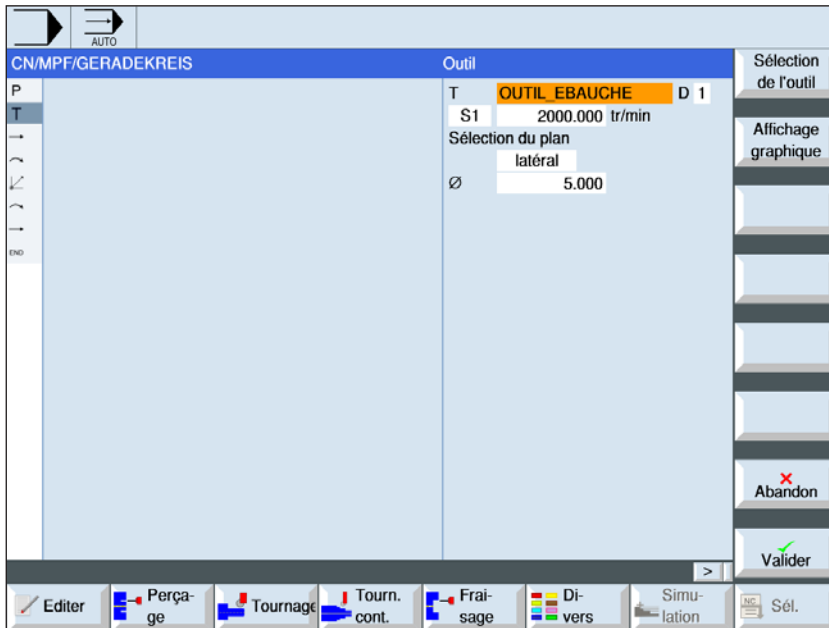 AUTO
CN/MPF/GERADEKREIS
Outil
P
T
END
T OUTIL_EBAUCHE D 1
S1 2000.000 tr/min
Sélection du plan
latéral
Ø 5.000
Sélection
de l'outil
Affichage
graphique
Abandon
Valider
>
Editer
Perça-
ge
Tournage
Tourn.
cont.
Frai-
sage
Di-
vers
Simu-
lation
NC
Sél.